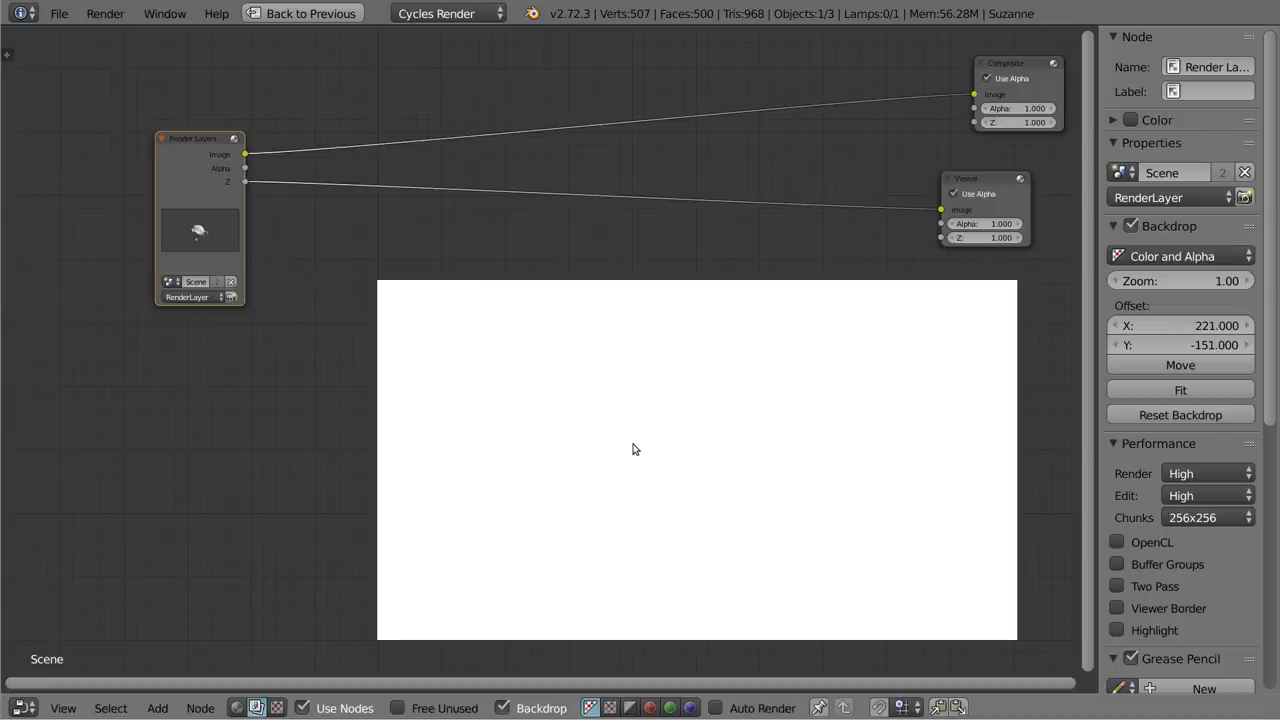 File Render Window Help Back to Previous Cycles Render v2.72.3 | Verts:507 | Faces:500 | Tris:968 | Objects:1/3 | Lamps:0/1 | Mem:56.28M | Suzanne
Render Layers
Image
Alpha
Z
Scene 2
RenderLayer
Composite
Use Alpha
Image
Alpha: 1.000
Z: 1.000
Viewer
Use Alpha
Image
Alpha: 1.000
Z: 1.000
Scene
Node
Name: Render La...
Label:
Color
Properties
Scene 2
RenderLayer
Backdrop
Color and Alpha
Zoom: 1.00
Offset:
X: 221.000
Y: -151.000
Move
Fit
Reset Backdrop
Performance
Render High
Edit: High
Chunks 256x256
OpenCL
Buffer Groups
Two Pass
Viewer Border
Highlight
Grease Pencil
New
View Select Add Node Use Nodes Free Unused Backdrop Auto Render